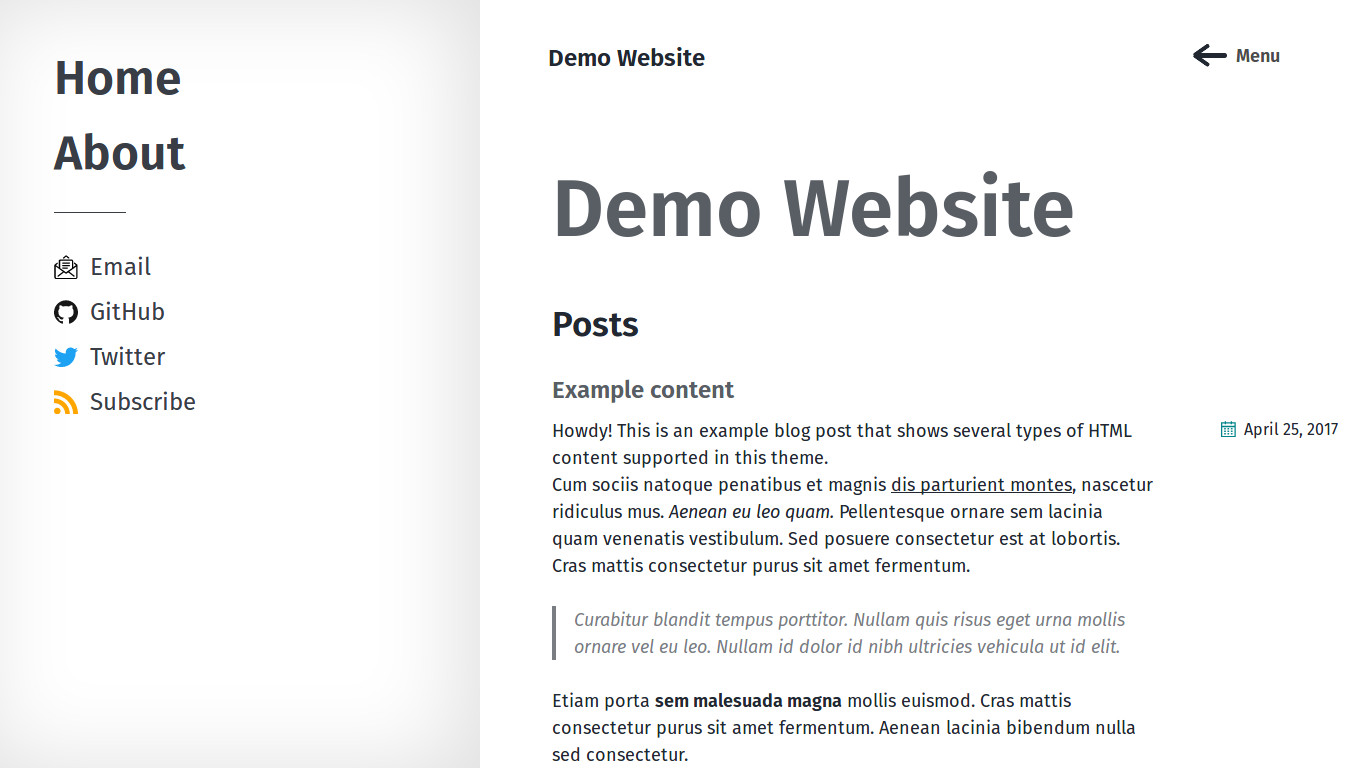 Home
About
Email
GitHub
Twitter
Subscribe
Demo Website
Menu
Demo Website
Posts
Example content
Howdy! This is an example blog post that shows several types of HTML
content supported in this theme.
Cum sociis natoque penatibus et magnis dis parturient montes, nascetur
ridiculus mus. Aenean eu leo quam. Pellentesque ornare sem lacinia
quam venenatis vestibulum. Sed posuere consectetur est at lobortis.
Cras mattis consectetur purus sit amet fermentum.
April 25, 2017
Curabitur blandit tempus porttitor. Nullam quis risus eget urna mollis
ornare vel eu leo. Nullam id dolor id nibh ultricies vehicula ut id elit.
Etiam porta sem malesuada magna mollis euismod. Cras mattis
consectetur purus sit amet fermentum. Aenean lacinia bibendum nulla
sed consectetur.